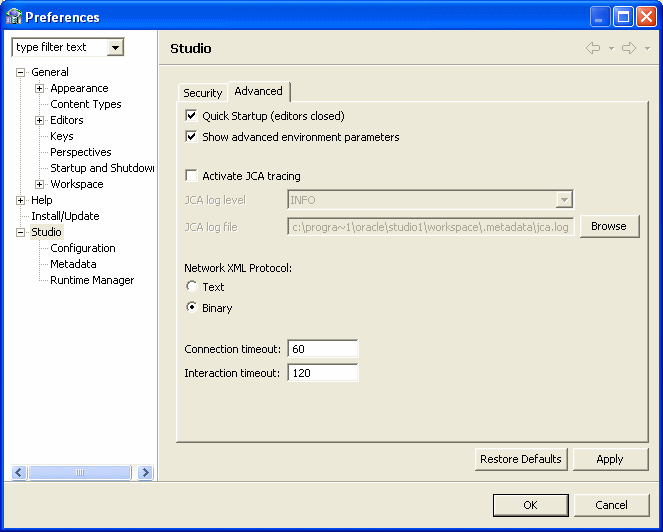 Preferences
type filter text
General
Appearance
Content Types
Editors
Keys
Perspectives
Startup and Shutdown
Workspace
Help
Install/Update
Studio
Configuration
Metadata
Runtime Manager
Studio
Security
Advanced
Quick Startup (editors closed)
Show advanced environment parameters
Activate JCA tracing
JCA log level
INFO
JCA log file
c:\progra~1\oracle\studio1\workspace\.metadata\jca.log
Browse
Network XML Protocol:
Text
Binary
Connection timeout:
60
Interaction timeout:
120
Restore Defaults
Apply
OK
Cancel